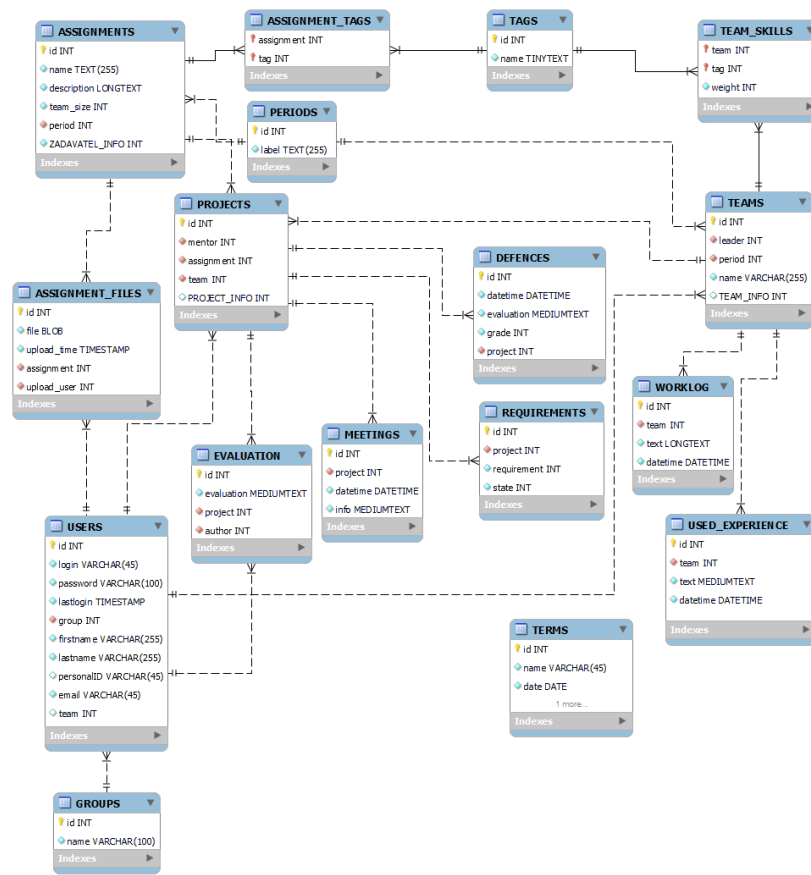 ASSIGNMENTS
id INT
name TEXT(255)
description LONGTEXT
team_size INT
period INT
ZADAVATEL_INFO INT
Indexes
ASSIGNMENT_TAGS
assignment INT
tag INT
Indexes
TAGS
id INT
name TINYTEXT
Indexes
TEAM_SKILLS
team INT
tag INT
weight INT
Indexes
PERIODS
id INT
label TEXT(255)
Indexes
PROJECTS
id INT
mentor INT
assignment INT
team INT
PROJECT_INFO INT
Indexes
TEAMS
id INT
leader INT
period INT
name VARCHAR(255)
TEAM_INFO INT
Indexes
DEFENCES
id INT
datetime DATETIME
evaluation MEDIUMTEXT
grade INT
project INT
Indexes
ASSIGNMENT_FILES
id INT
file BLOB
upload_time TIMESTAMP
assignment INT
upload_user INT
Indexes
WORKLOG
id INT
team INT
text LONGTEXT
datetime DATETIME
Indexes
REQUIREMENTS
id INT
project INT
requirement INT
state INT
Indexes
MEETINGS
id INT
project INT
datetime DATETIME
info MEDIUMTEXT
Indexes
EVALUATION
id INT
evaluation MEDIUMTEXT
project INT
author INT
Indexes
USERS
id INT
login VARCHAR(45)
password VARCHAR(100)
lastlogin TIMESTAMP
group INT
firstname VARCHAR(255)
lastname VARCHAR(255)
personalID VARCHAR(45)
email VARCHAR(45)
team INT
Indexes
USED_EXPERIENCE
id INT
team INT
text MEDIUMTEXT
datetime DATETIME
Indexes
TERMS
id INT
name VARCHAR(45)
date DATE
1 more...
Indexes
GROUPS
id INT
name VARCHAR(100)
Indexes